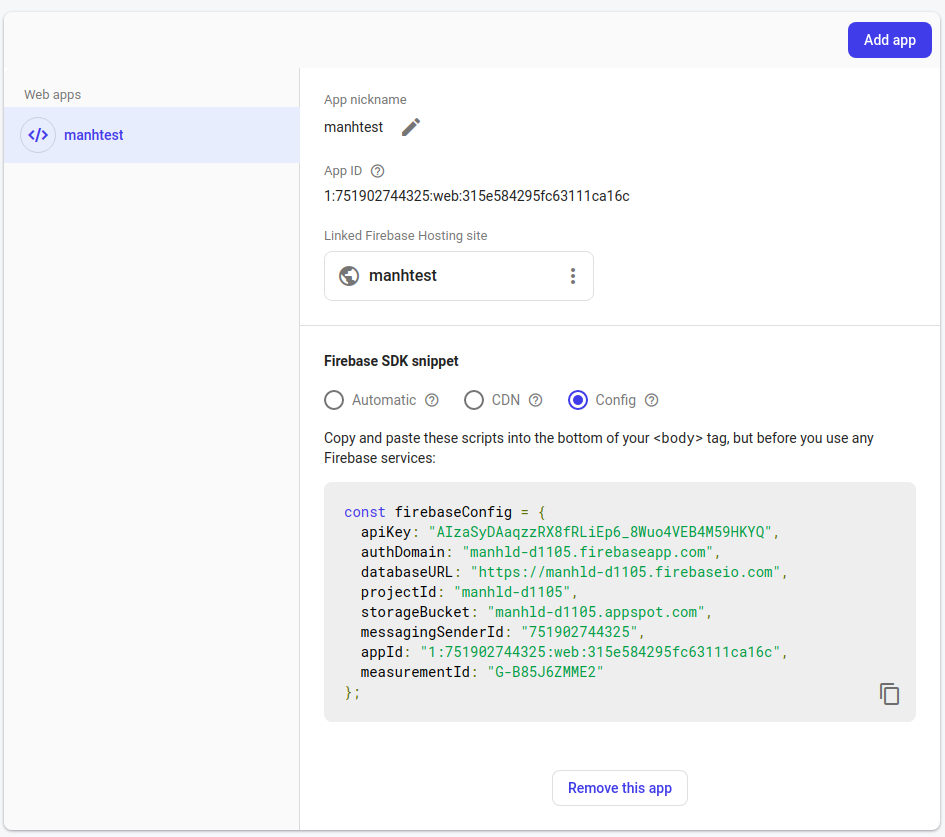 Add app
Web apps
</> manhtest
App nickname
manhtest
App ID
1:751902744325:web:315e584295fc63111ca16c
Linked Firebase Hosting site
manhtest
Firebase SDK snippet
Automatic CDN Config
Copy and paste these scripts into the bottom of your <body> tag, but before you use any
Firebase services:
const firebaseConfig = {
  apiKey: "AIzaSyDAaqzzRX8fRLiEp6_8Wuo4VEB4M59HKYQ",
  authDomain: "manhld-d1105.firebaseapp.com",
  databaseURL: "https://manhld-d1105.firebaseio.com",
  projectId: "manhld-d1105",
  storageBucket: "manhld-d1105.appspot.com",
  messagingSenderId: "751902744325",
  appId: "1:751902744325:web:315e584295fc63111ca16c",
  measurementId: "G-B85J6ZMME2"
};
Remove this app